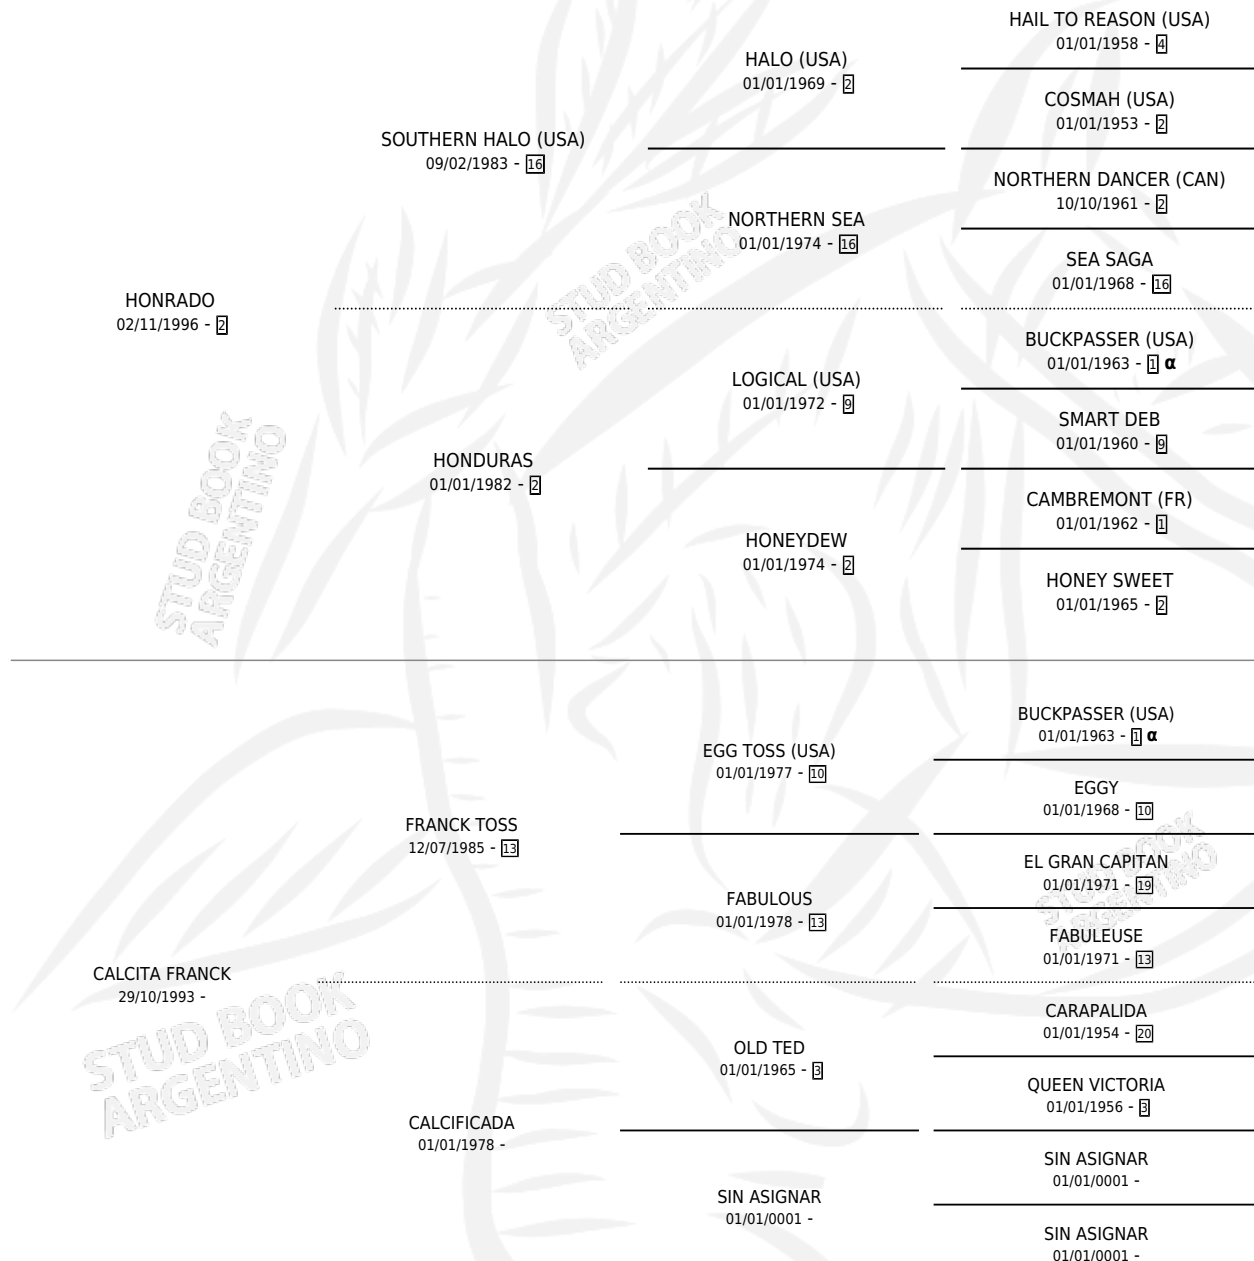 HONRADO
02/11/1996 - 2
SOUTHERN HALO (USA)
09/02/1983 - 16
HALO (USA)
01/01/1969 - 2
HAIL TO REASON (USA)
01/01/1958 - 4
COSMAH (USA)
01/01/1953 - 2
NORTHERN SEA
01/01/1974 - 16
NORTHERN DANCER (CAN)
10/10/1961 - 2
SEA SAGA
01/01/1968 - 16
HONDURAS
01/01/1982 - 2
LOGICAL (USA)
01/01/1972 - 9
BUCKPASSER (USA)
01/01/1963 - 1 α
SMART DEB
01/01/1960 - 9
HONEYDEW
01/01/1974 - 2
CAMBREMONT (FR)
01/01/1962 - 1
HONEY SWEET
01/01/1965 - 2
CALCITA FRANCK
29/10/1993 -
FRANCK TOSS
12/07/1985 - 13
EGG TOSS (USA)
01/01/1977 - 10
BUCKPASSER (USA)
01/01/1963 - 1 α
EGGY
01/01/1968 - 10
FABULOUS
01/01/1978 - 13
EL GRAN CAPITAN
01/01/1971 - 19
FABULEUSE
01/01/1971 - 13
CALCIFICADA
01/01/1978 -
OLD TED
01/01/1965 - 3
CARAPALIDA
01/01/1954 - 20
QUEEN VICTORIA
01/01/1956 - 3
SIN ASIGNAR
01/01/0001 -
SIN ASIGNAR
01/01/0001 -
SIN ASIGNAR
01/01/0001 -
STUD BOOK
ARGENTINO
STUD BOOK
ARGENTINO
STUD BOOK
ARGENTINO
STUD BOOK
ARGENTINO